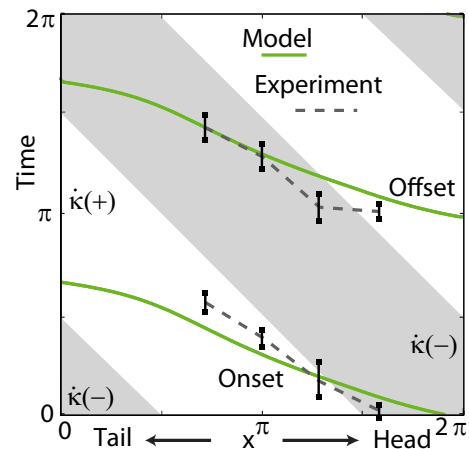 2π
Model
Experiment
Time
κ̇(+)
Offset
π
κ̇(−)
κ̇(−)
Onset
0
0
π
2π
Tail
x
Head